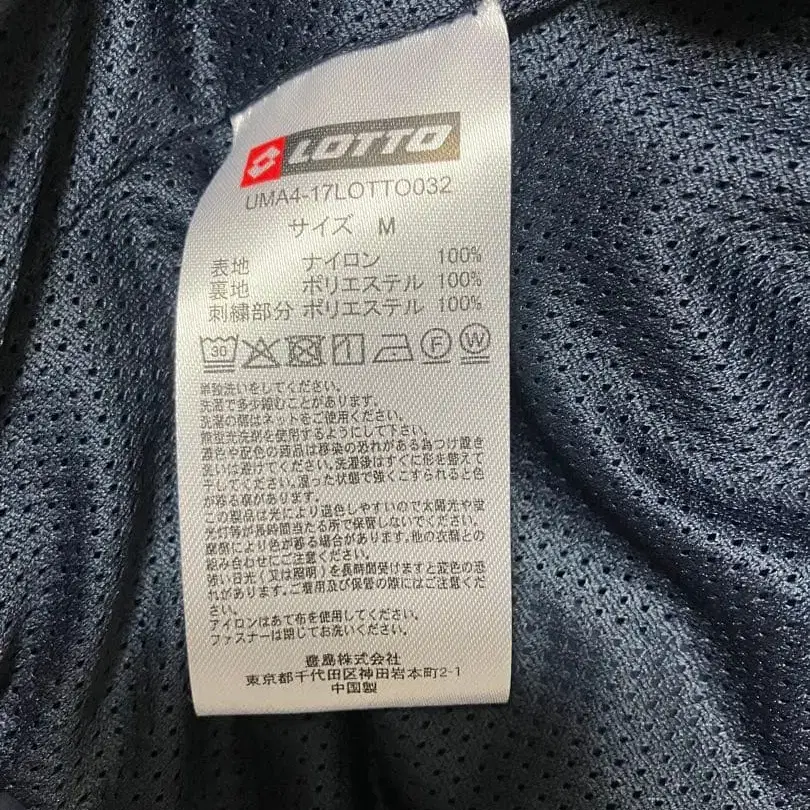 LOTTO
UMA4-17LOTTO032
サイズ M
表地 ナイロン 100%
裏地 ポリエステル 100%
刺繍部分 ポリエステル 100%
30 F W
単独洗いをしてください。
洗濯で多少縮むことがあります。
洗濯の際はネットをご使用ください。
無蛍光洗剤を使用するようにして下さい。
濃色や配色の商品は移染の恐れがある為つけ置き
洗いは避けてください。洗濯後はすぐに形を整えて
干してください。湿った状態で強くこすられると色
が移る事があります。
この製品は光により退色しやすいので太陽光や蛍
光灯等が長時間当たる所で保管しないでください。
摩擦により色が移る場合があります。他の衣類との
組み合わせにご注意ください。
強い日光(又は照明)を長時間受けますと変色の恐
れがあります。ご着用及び保管の際にはご注意くだ
さい。
アイロンはあて布を使用してください。
ファスナーは閉じてお洗いください。
豊島株式会社
東京都千代田区神田岩本町2-1
中国製